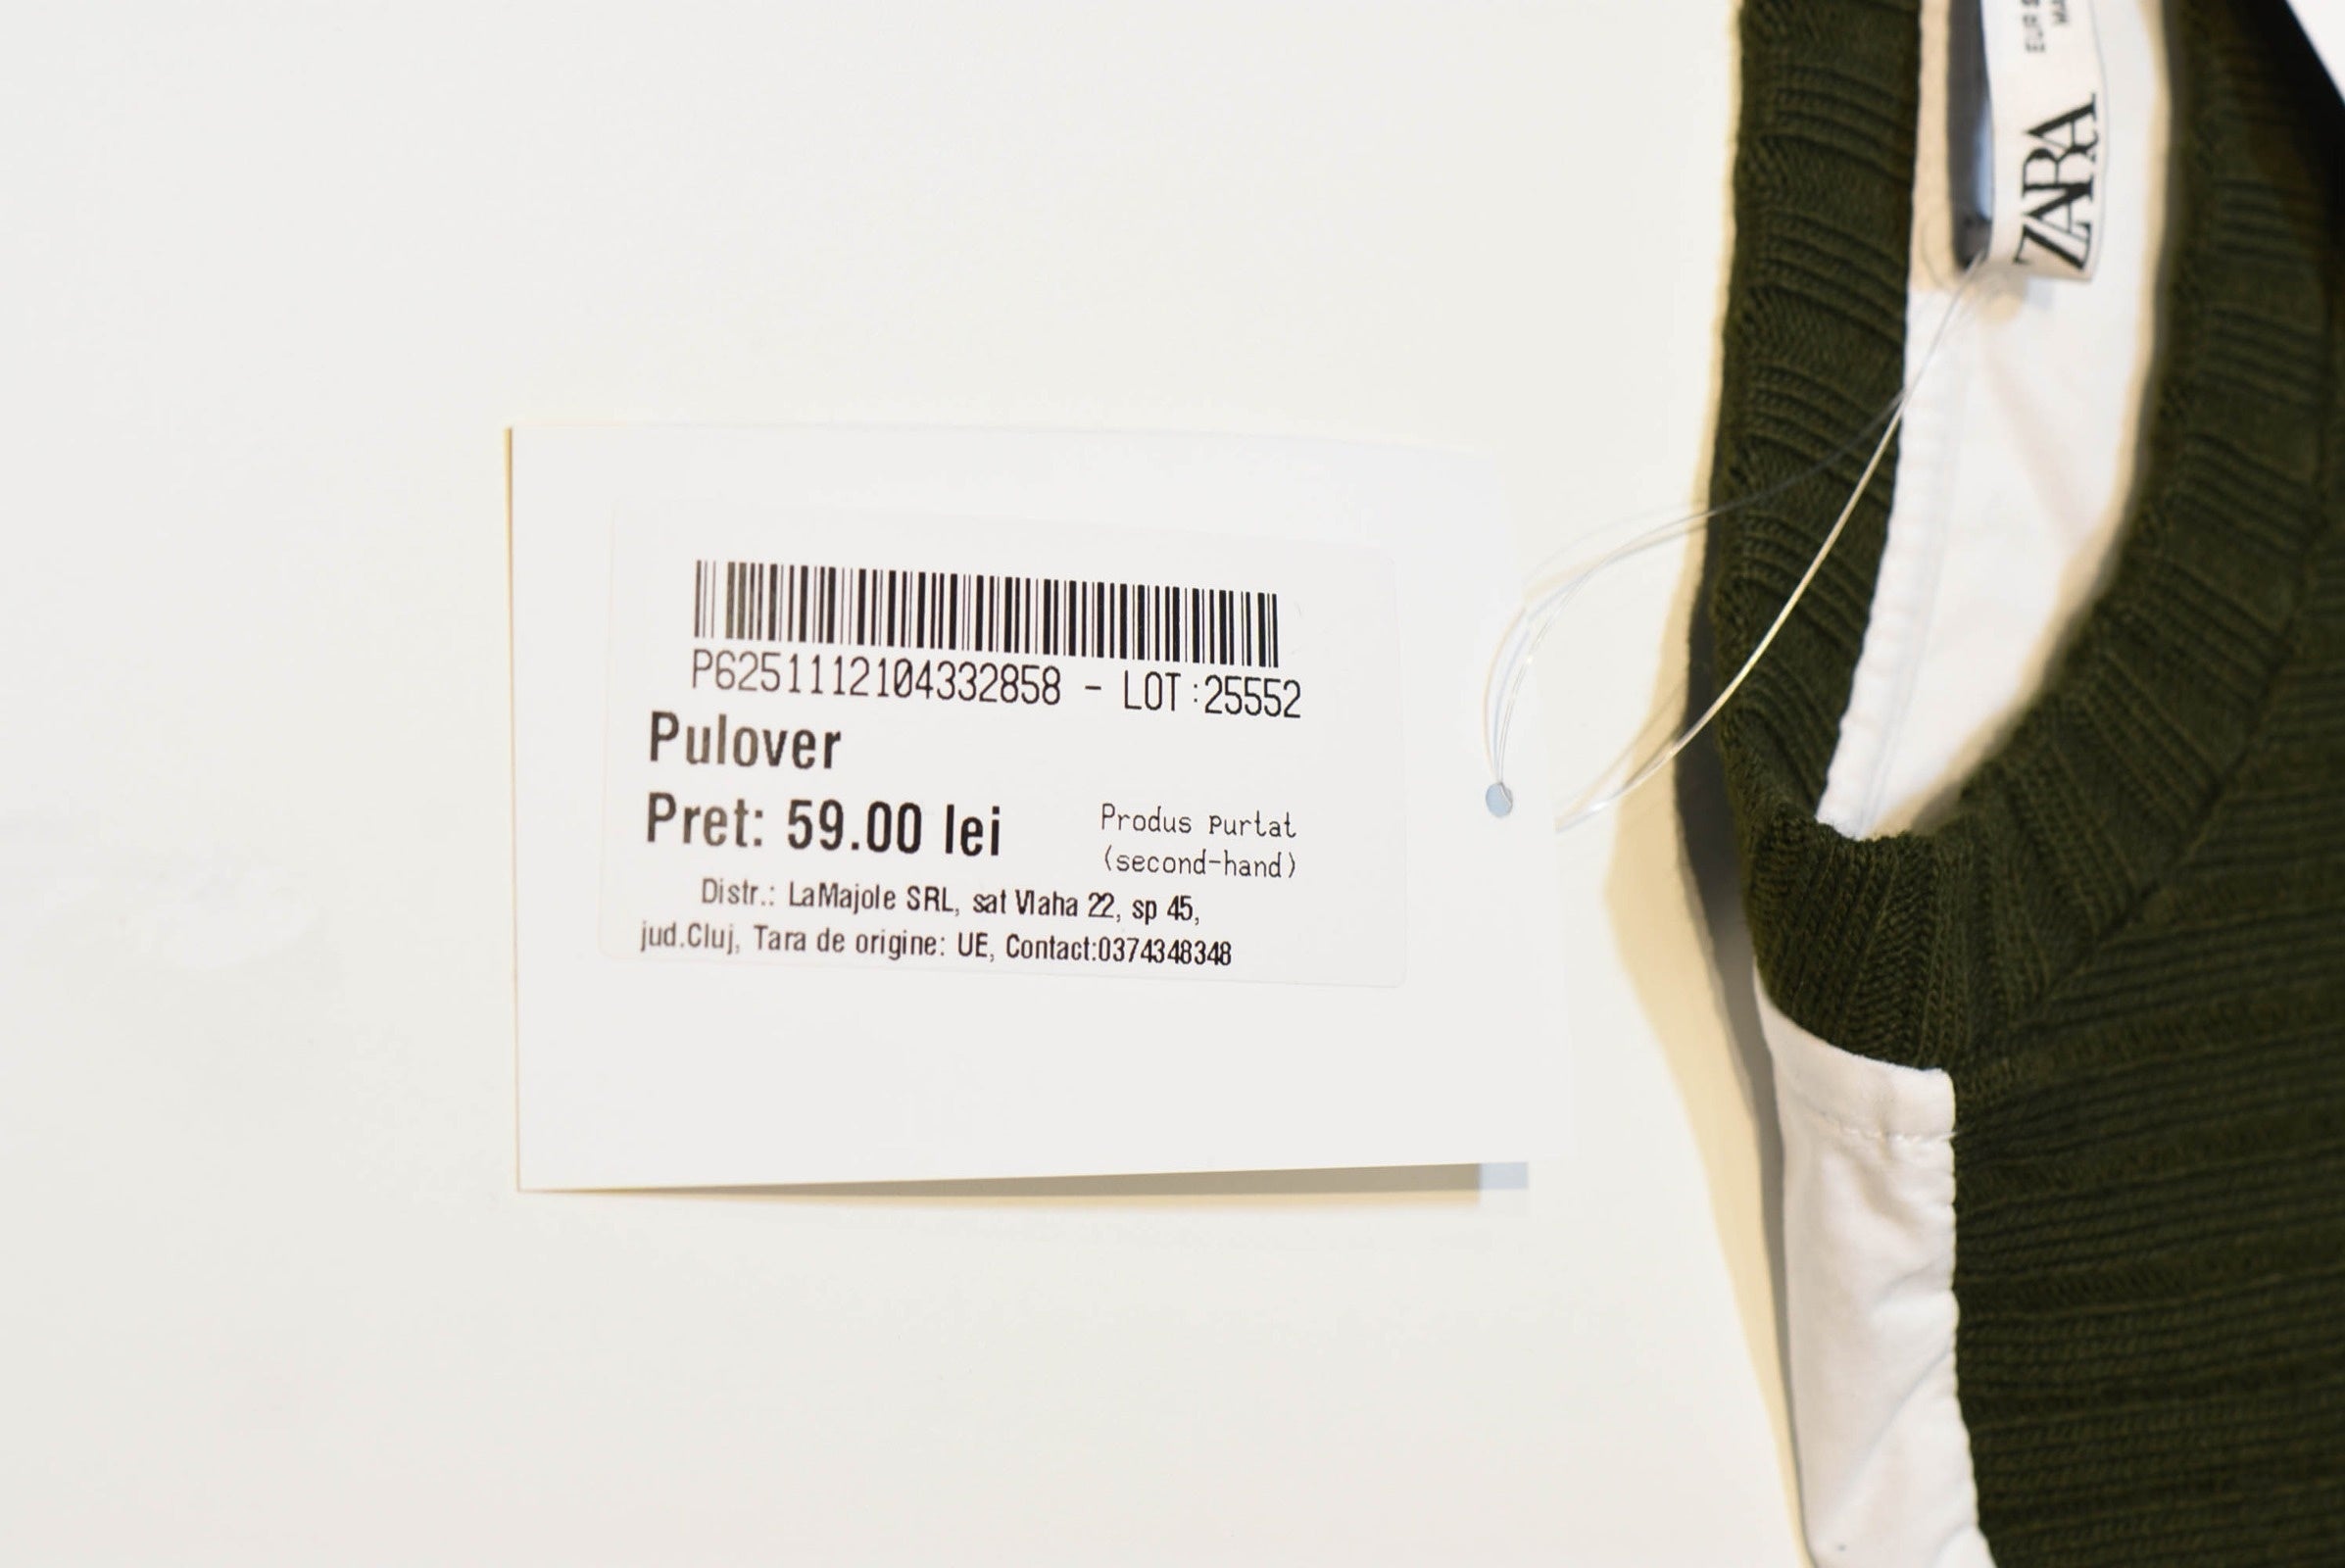 P6251112104332858 - LOT:25552
Pulover
Pret: 59.00 lei
Produs purtat
(second-hand)
Distr.: LaMajole SRL, sat Vlaha 22, sp 45,
jud.Cluj, Tara de origine: UE, Contact:0374348348
ZARA
EUR